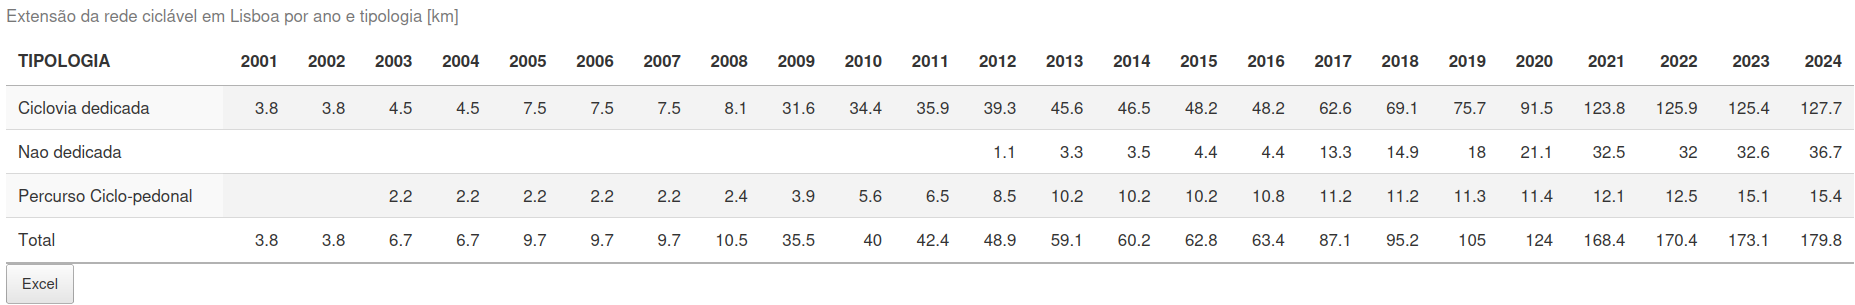 Extensão da rede ciclável em Lisboa por ano e tipologia [km]
TIPOLOGIA 2001 2002 2003 2004 2005 2006 2007 2008 2009 2010 2011 2012 2013 2014 2015 2016 2017 2018 2019 2020 2021 2022 2023 2024
Ciclovia dedicada 3.8 3.8 4.5 4.5 7.5 7.5 7.5 8.1 31.6 34.4 35.9 39.3 45.6 46.5 48.2 48.2 62.6 69.1 75.7 91.5 123.8 125.9 125.4 127.7
Nao dedicada 1.1 3.3 3.5 4.4 4.4 13.3 14.9 18 21.1 32.5 32 32.6 36.7
Percurso Ciclo-pedonal 2.2 2.2 2.2 2.2 2.2 2.4 3.9 5.6 6.5 8.5 10.2 10.2 10.2 10.8 11.2 11.2 11.3 11.4 12.1 12.5 15.1 15.4
Total 3.8 3.8 6.7 6.7 9.7 9.7 9.7 10.5 35.5 40 42.4 48.9 59.1 60.2 62.8 63.4 87.1 95.2 105 124 168.4 170.4 173.1 179.8
Excel